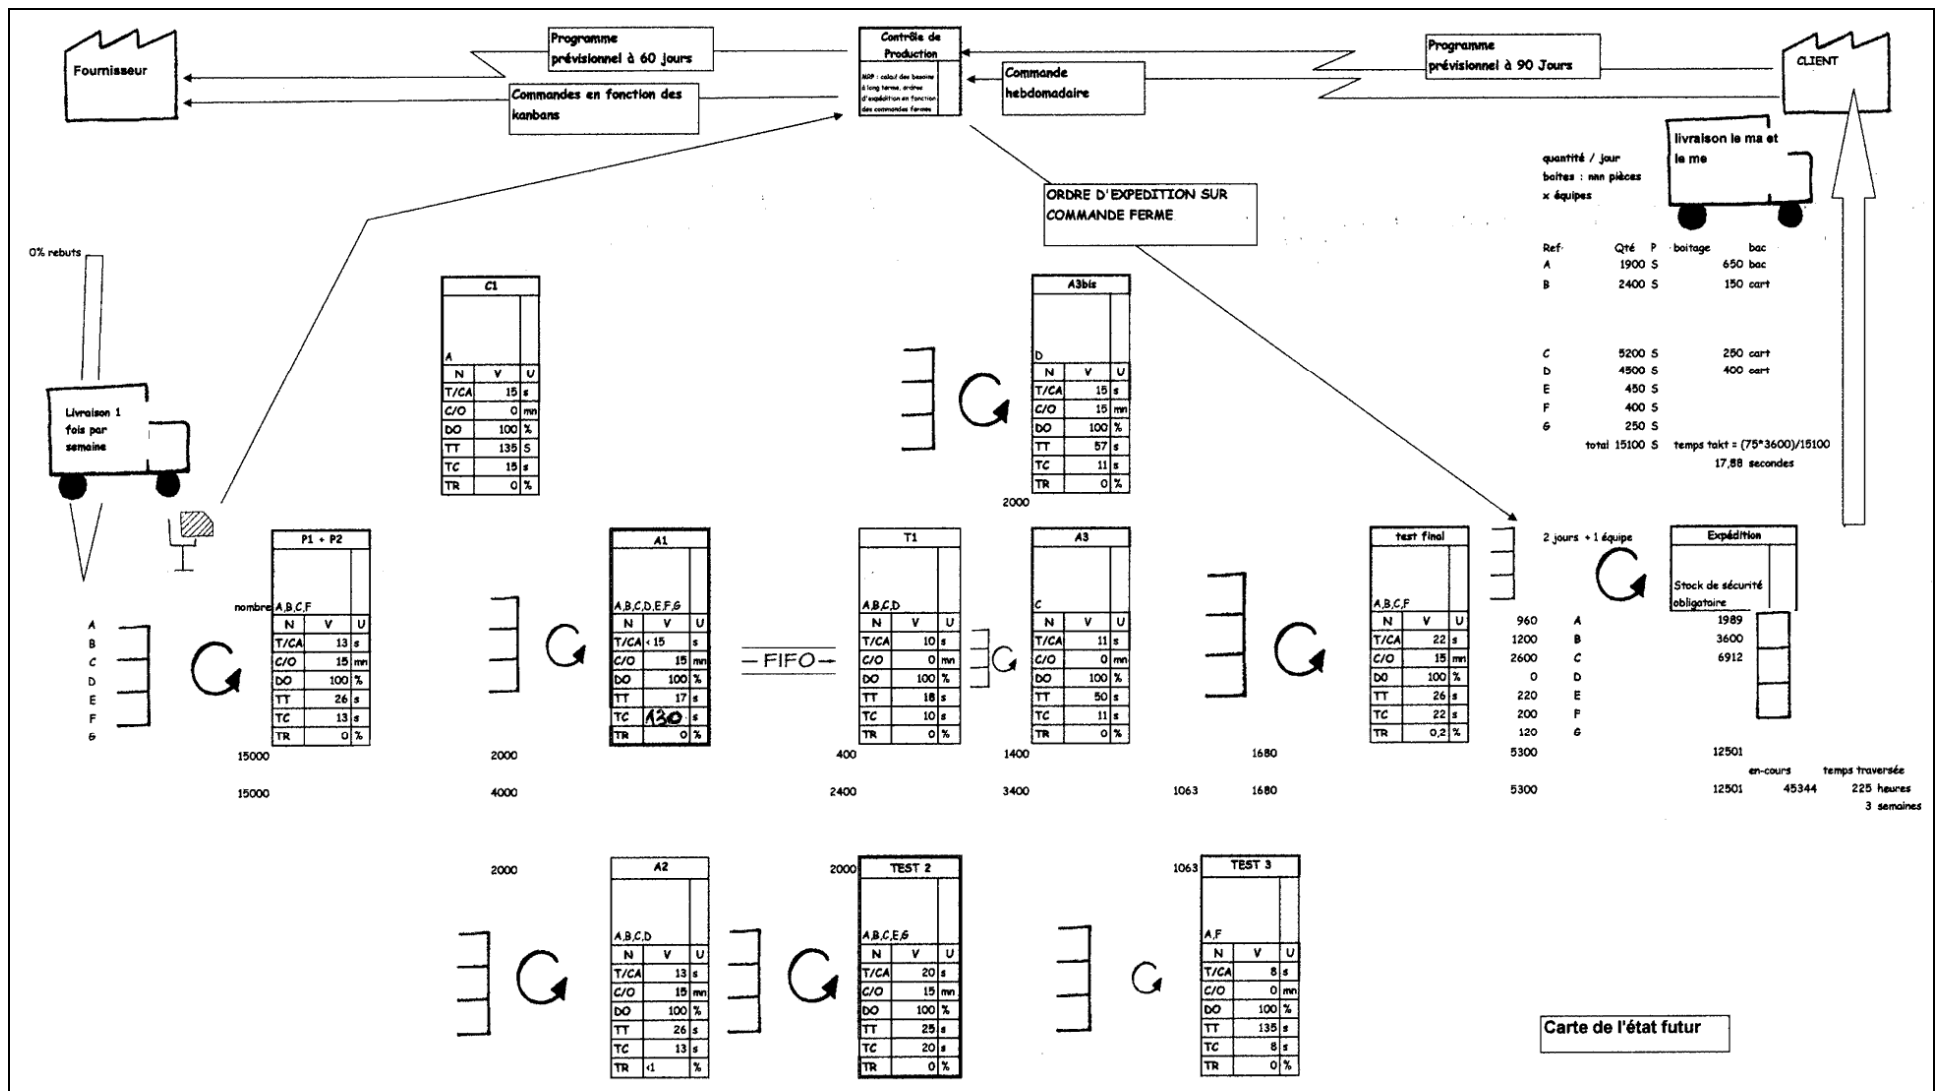 Fournisseur
Programme
prévisionnel à 60 jours
Commandes en fonction des
kanbans
Contrôle de
Production
MRP : calcul des besoins
à long terme, ordres
d'expédition en fonction
des commandes fermes
Commande
hebdomadaire
Programme
prévisionnel à 90 Jours
CLIENT
livraison le ma et
le me
quantité / jour
boites : nnn pièces
x équipes
ORDRE D'EXPEDITION SUR
COMMANDE FERME
Ref Qté P boitage bac
A 1900 S 650 bac
B 2400 S 150 cart
C 5200 S 250 cart
D 4500 S 400 cart
E 450 S
F 400 S
G 250 S
total 15100 S temps takt = (75*3600)/15100
17,88 secondes
0% rebuts
Livraison 1
fois par
semaine
C1
A
N V U
T/CA 15 s
C/O 0 mn
DO 100 %
TT 135 S
TC 15 s
TR 0 %
A3bis
D
N V U
T/CA 15 s
C/O 15 mn
DO 100 %
TT 57 s
TC 11 s
TR 0 %
2000
A
B
C
D
E
F
G
nombre
P1 + P2
A,B,C,F
N V U
T/CA 13 s
C/O 15 mn
DO 100 %
TT 26 s
TC 13 s
TR 0 %
A1
A,B,C,D,E,F,G
N V U
T/CA <15 s
C/O 15 mn
DO 100 %
TT 17 s
TC 130 s
TR 0 %
FIFO
T1
A,B,C,D
N V U
T/CA 10 s
C/O 0 mn
DO 100 %
TT 18 s
TC 10 s
TR 0 %
A3
C
N V U
T/CA 11 s
C/O 0 mn
DO 100 %
TT 50 s
TC 11 s
TR 0 %
test final
A,B,C,F
N V U
T/CA 22 s
C/O 15 mn
DO 100 %
TT 26 s
TC 22 s
TR 0,2 %
2 jours + 1 équipe
Expédition
Stock de sécurité
obligatoire
960 A 1989
1200 B 3600
2600 C 6912
0 D
220 E
200 F
120 G
15000 2000 400 1400 1680 5300 12501
en-cours temps traversée
15000 4000 2400 3400 1063 1680 5300 12501 45344 225 heures
3 semaines
2000
A2
A,B,C,D
N V U
T/CA 13 s
C/O 15 mn
DO 100 %
TT 26 s
TC 13 s
TR <1 %
2000
TEST 2
A,B,C,E,G
N V U
T/CA 20 s
C/O 15 mn
DO 100 %
TT 25 s
TC 20 s
TR 0 %
1063
TEST 3
A,F
N V U
T/CA 8 s
C/O 0 mn
DO 100 %
TT 135 s
TC 8 s
TR 0 %
Carte de l'état futur